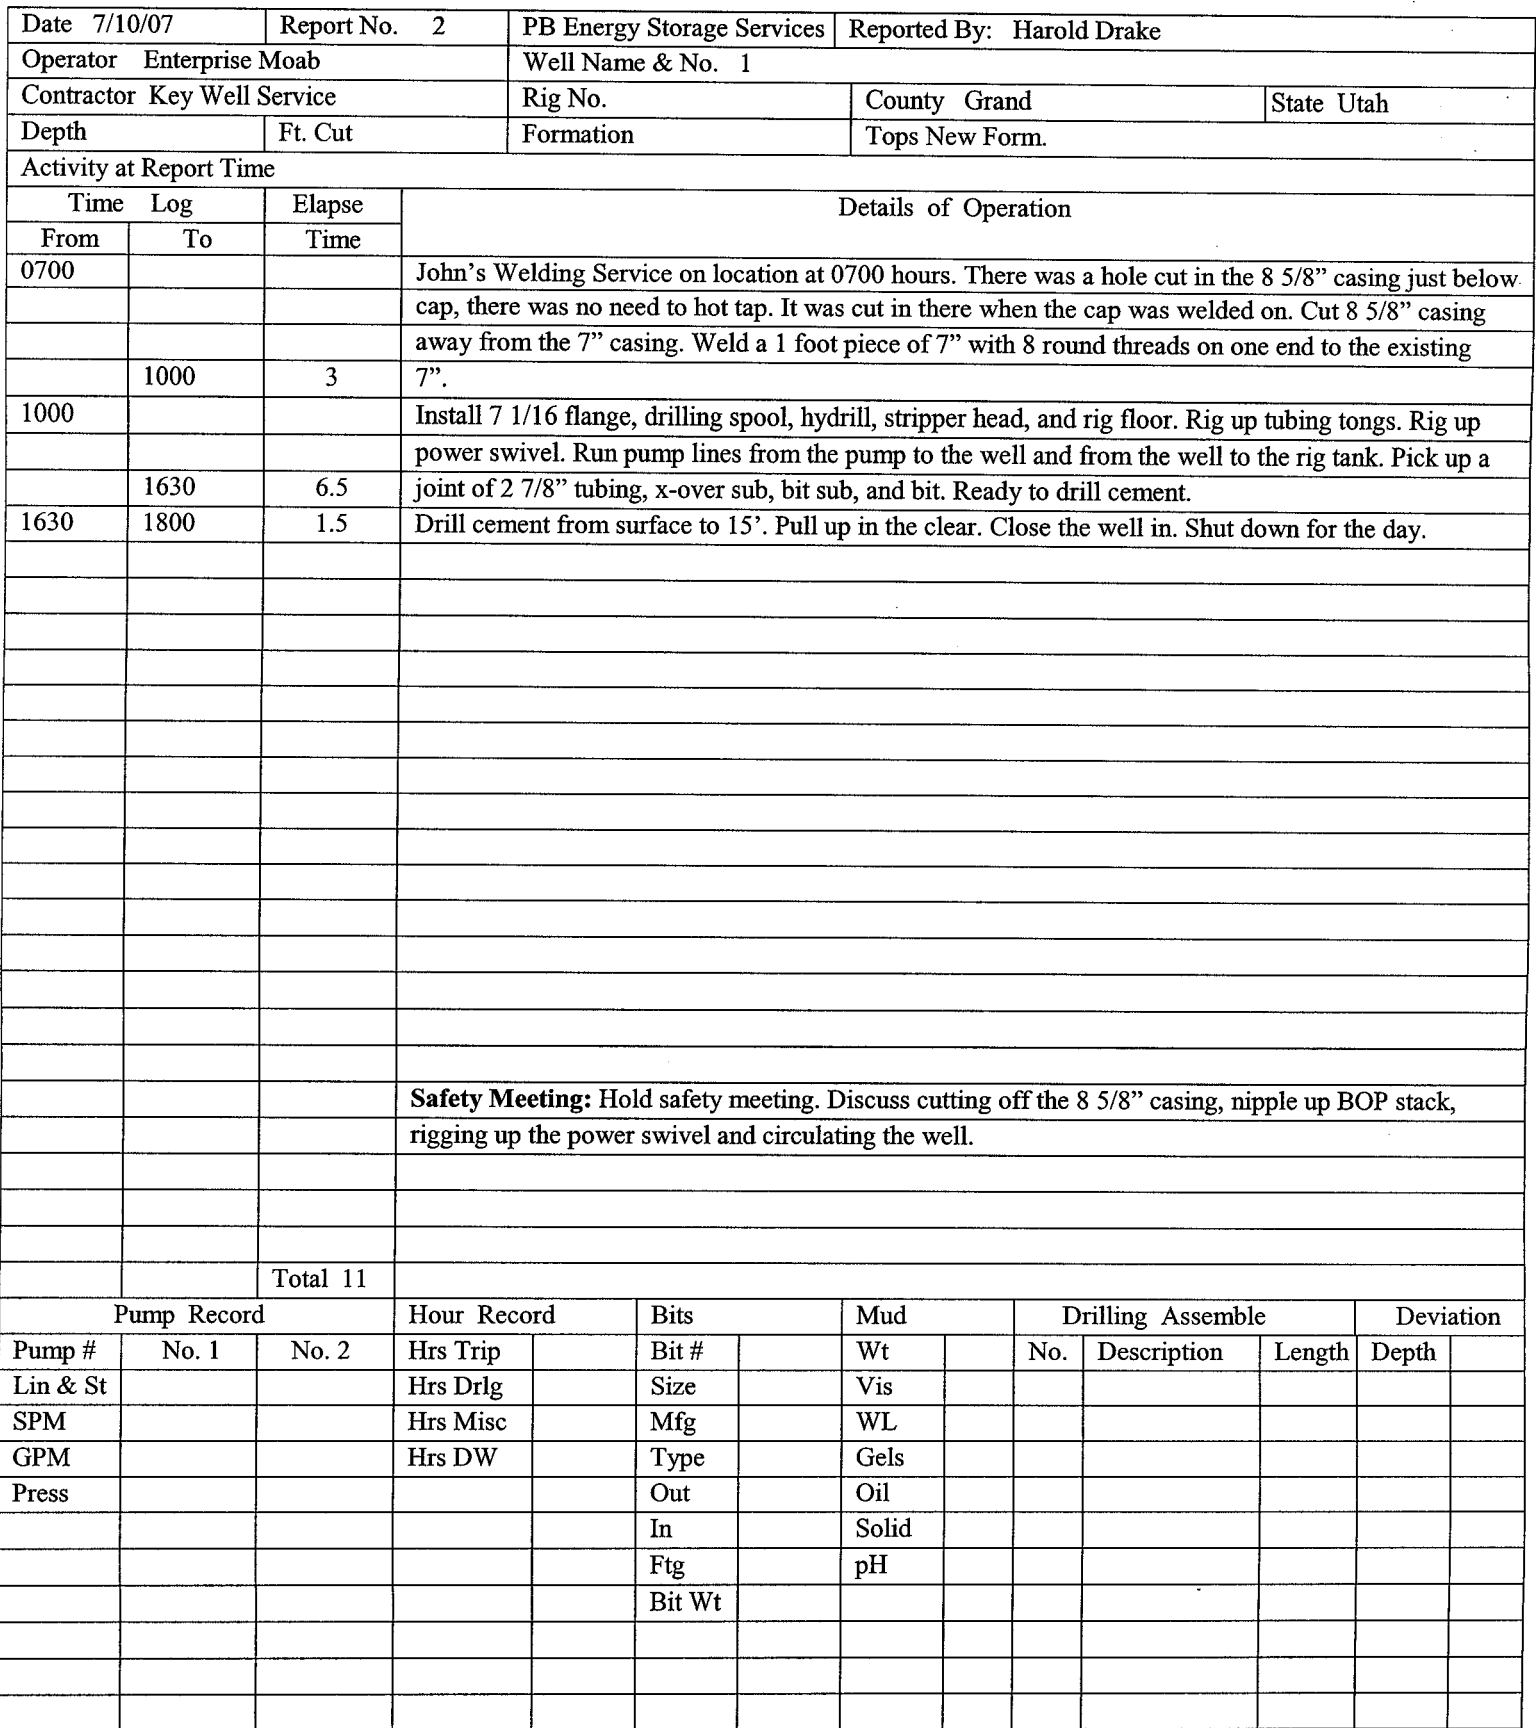 Date 7/10/07 Report No. 2 PB Energy Storage Services Reported By: Harold Drake
Operator Enterprise Moab Well Name & No. 1
Contractor Key Well Service Rig No. County Grand State Utah
Depth Ft. Cut Formation Tops New Form.
Activity at Report Time
Time Log Elapse Details of Operation
From To Time
0700 John's Welding Service on location at 0700 hours. There was a hole cut in the 8 5/8” casing just below
cap, there was no need to hot tap. It was cut in there when the cap was welded on. Cut 8 5/8” casing
away from the 7” casing. Weld a 1 foot piece of 7” with 8 round threads on one end to the existing
1000 3 7”.
1000 Install 7 1/16 flange, drilling spool, hydrill, stripper head, and rig floor. Rig up tubing tongs. Rig up
power swivel. Run pump lines from the pump to the well and from the well to the rig tank. Pick up a
1630 6.5 joint of 2 7/8” tubing, x-over sub, bit sub, and bit. Ready to drill cement.
1630 1800 1.5 Drill cement from surface to 15’. Pull up in the clear. Close the well in. Shut down for the day.
Safety Meeting: Hold safety meeting. Discuss cutting off the 8 5/8” casing, nipple up BOP stack,
rigging up the power swivel and circulating the well.
Total 11
Pump Record Hour Record Bits Mud Drilling Assemble Deviation
Pump # No. 1 No. 2 Hrs Trip Bit # Wt No. Description Length Depth
Lin & St Hrs Drlg Size Vis
SPM Hrs Misc Mfg WL
GPM Hrs DW Type Gels
Press Out Oil
In Solid
Ftg pH
Bit Wt